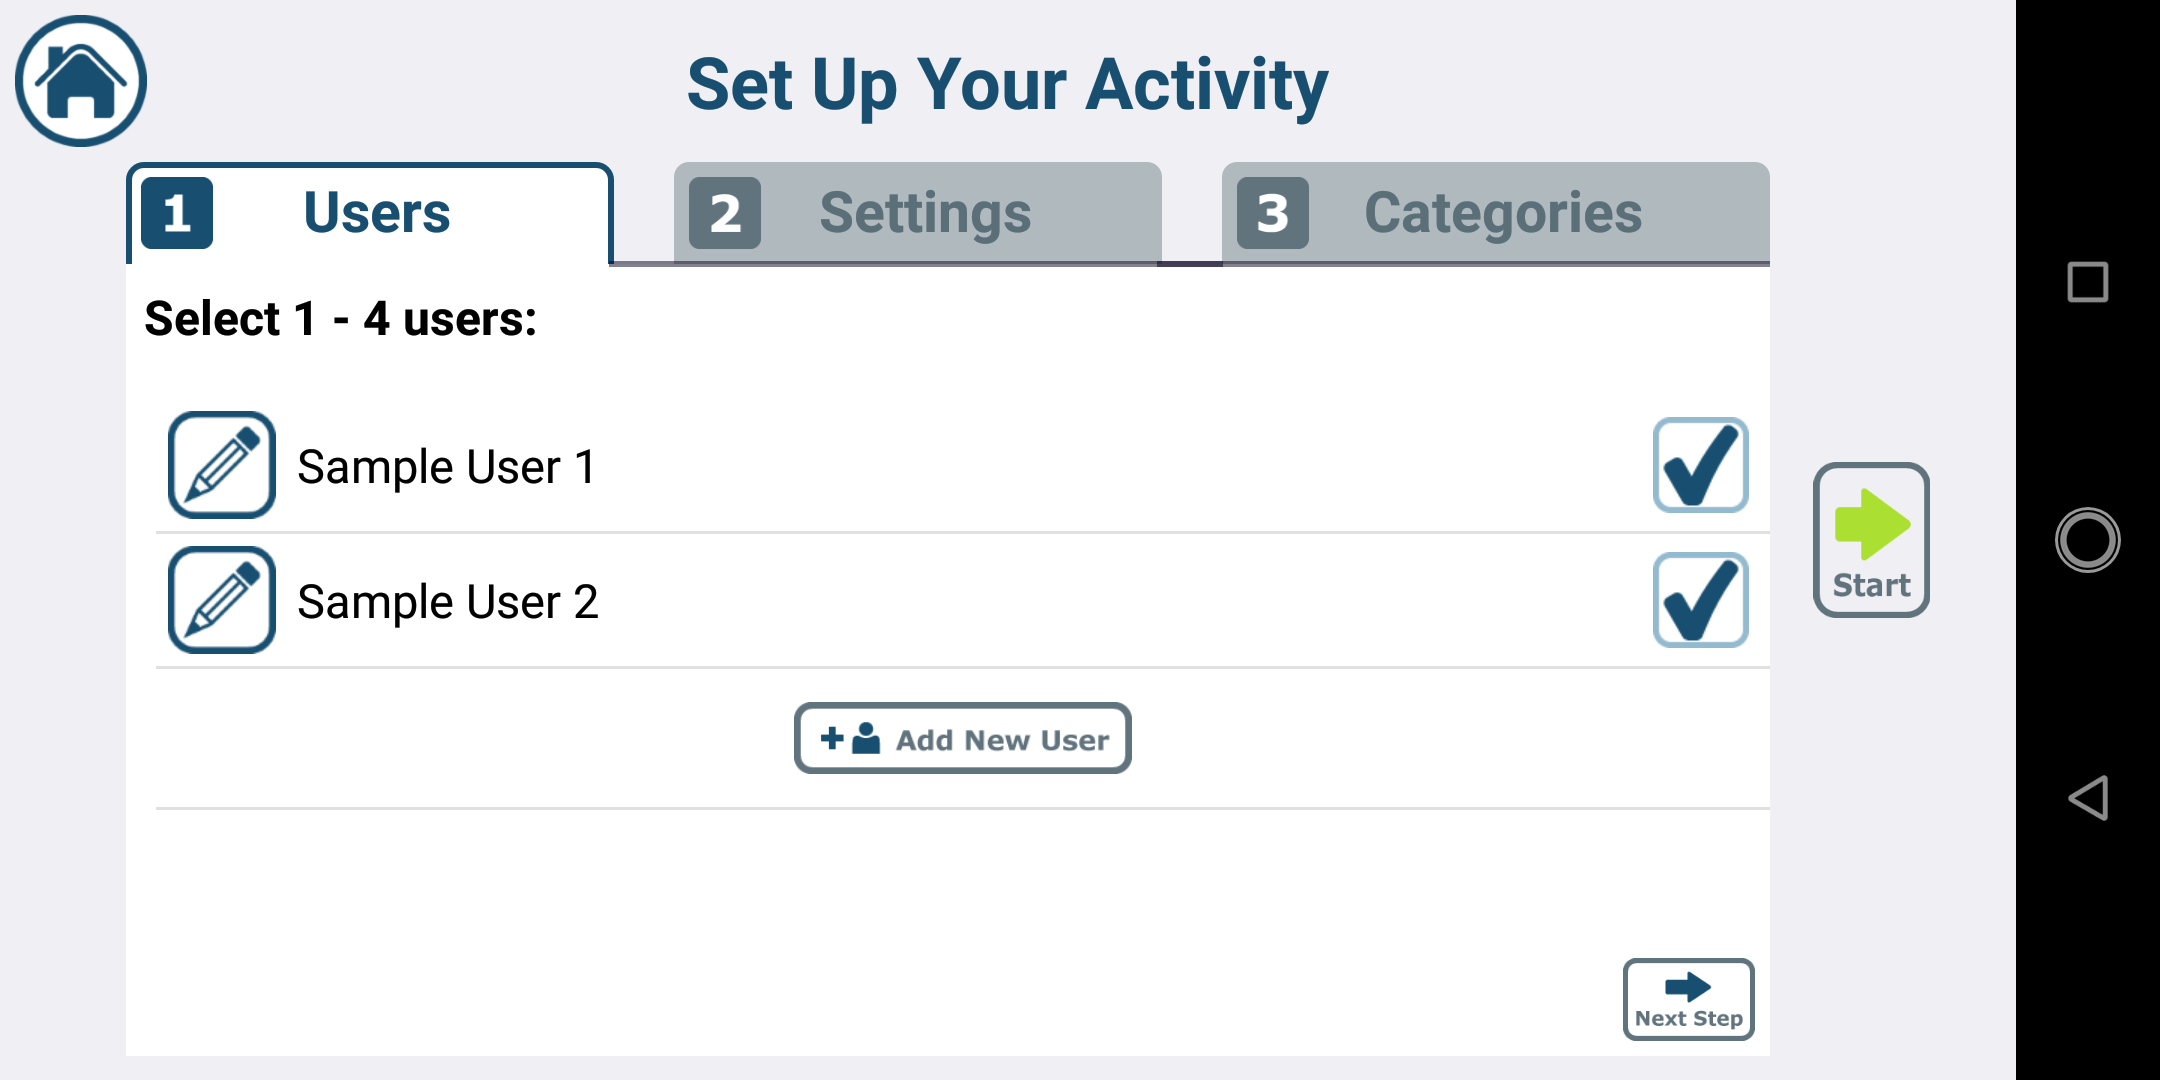 Set Up Your Activity
1 Users
2 Settings
3 Categories
Select 1 - 4 users:
Sample User 1
Sample User 2
Start
Add New User
Next Step